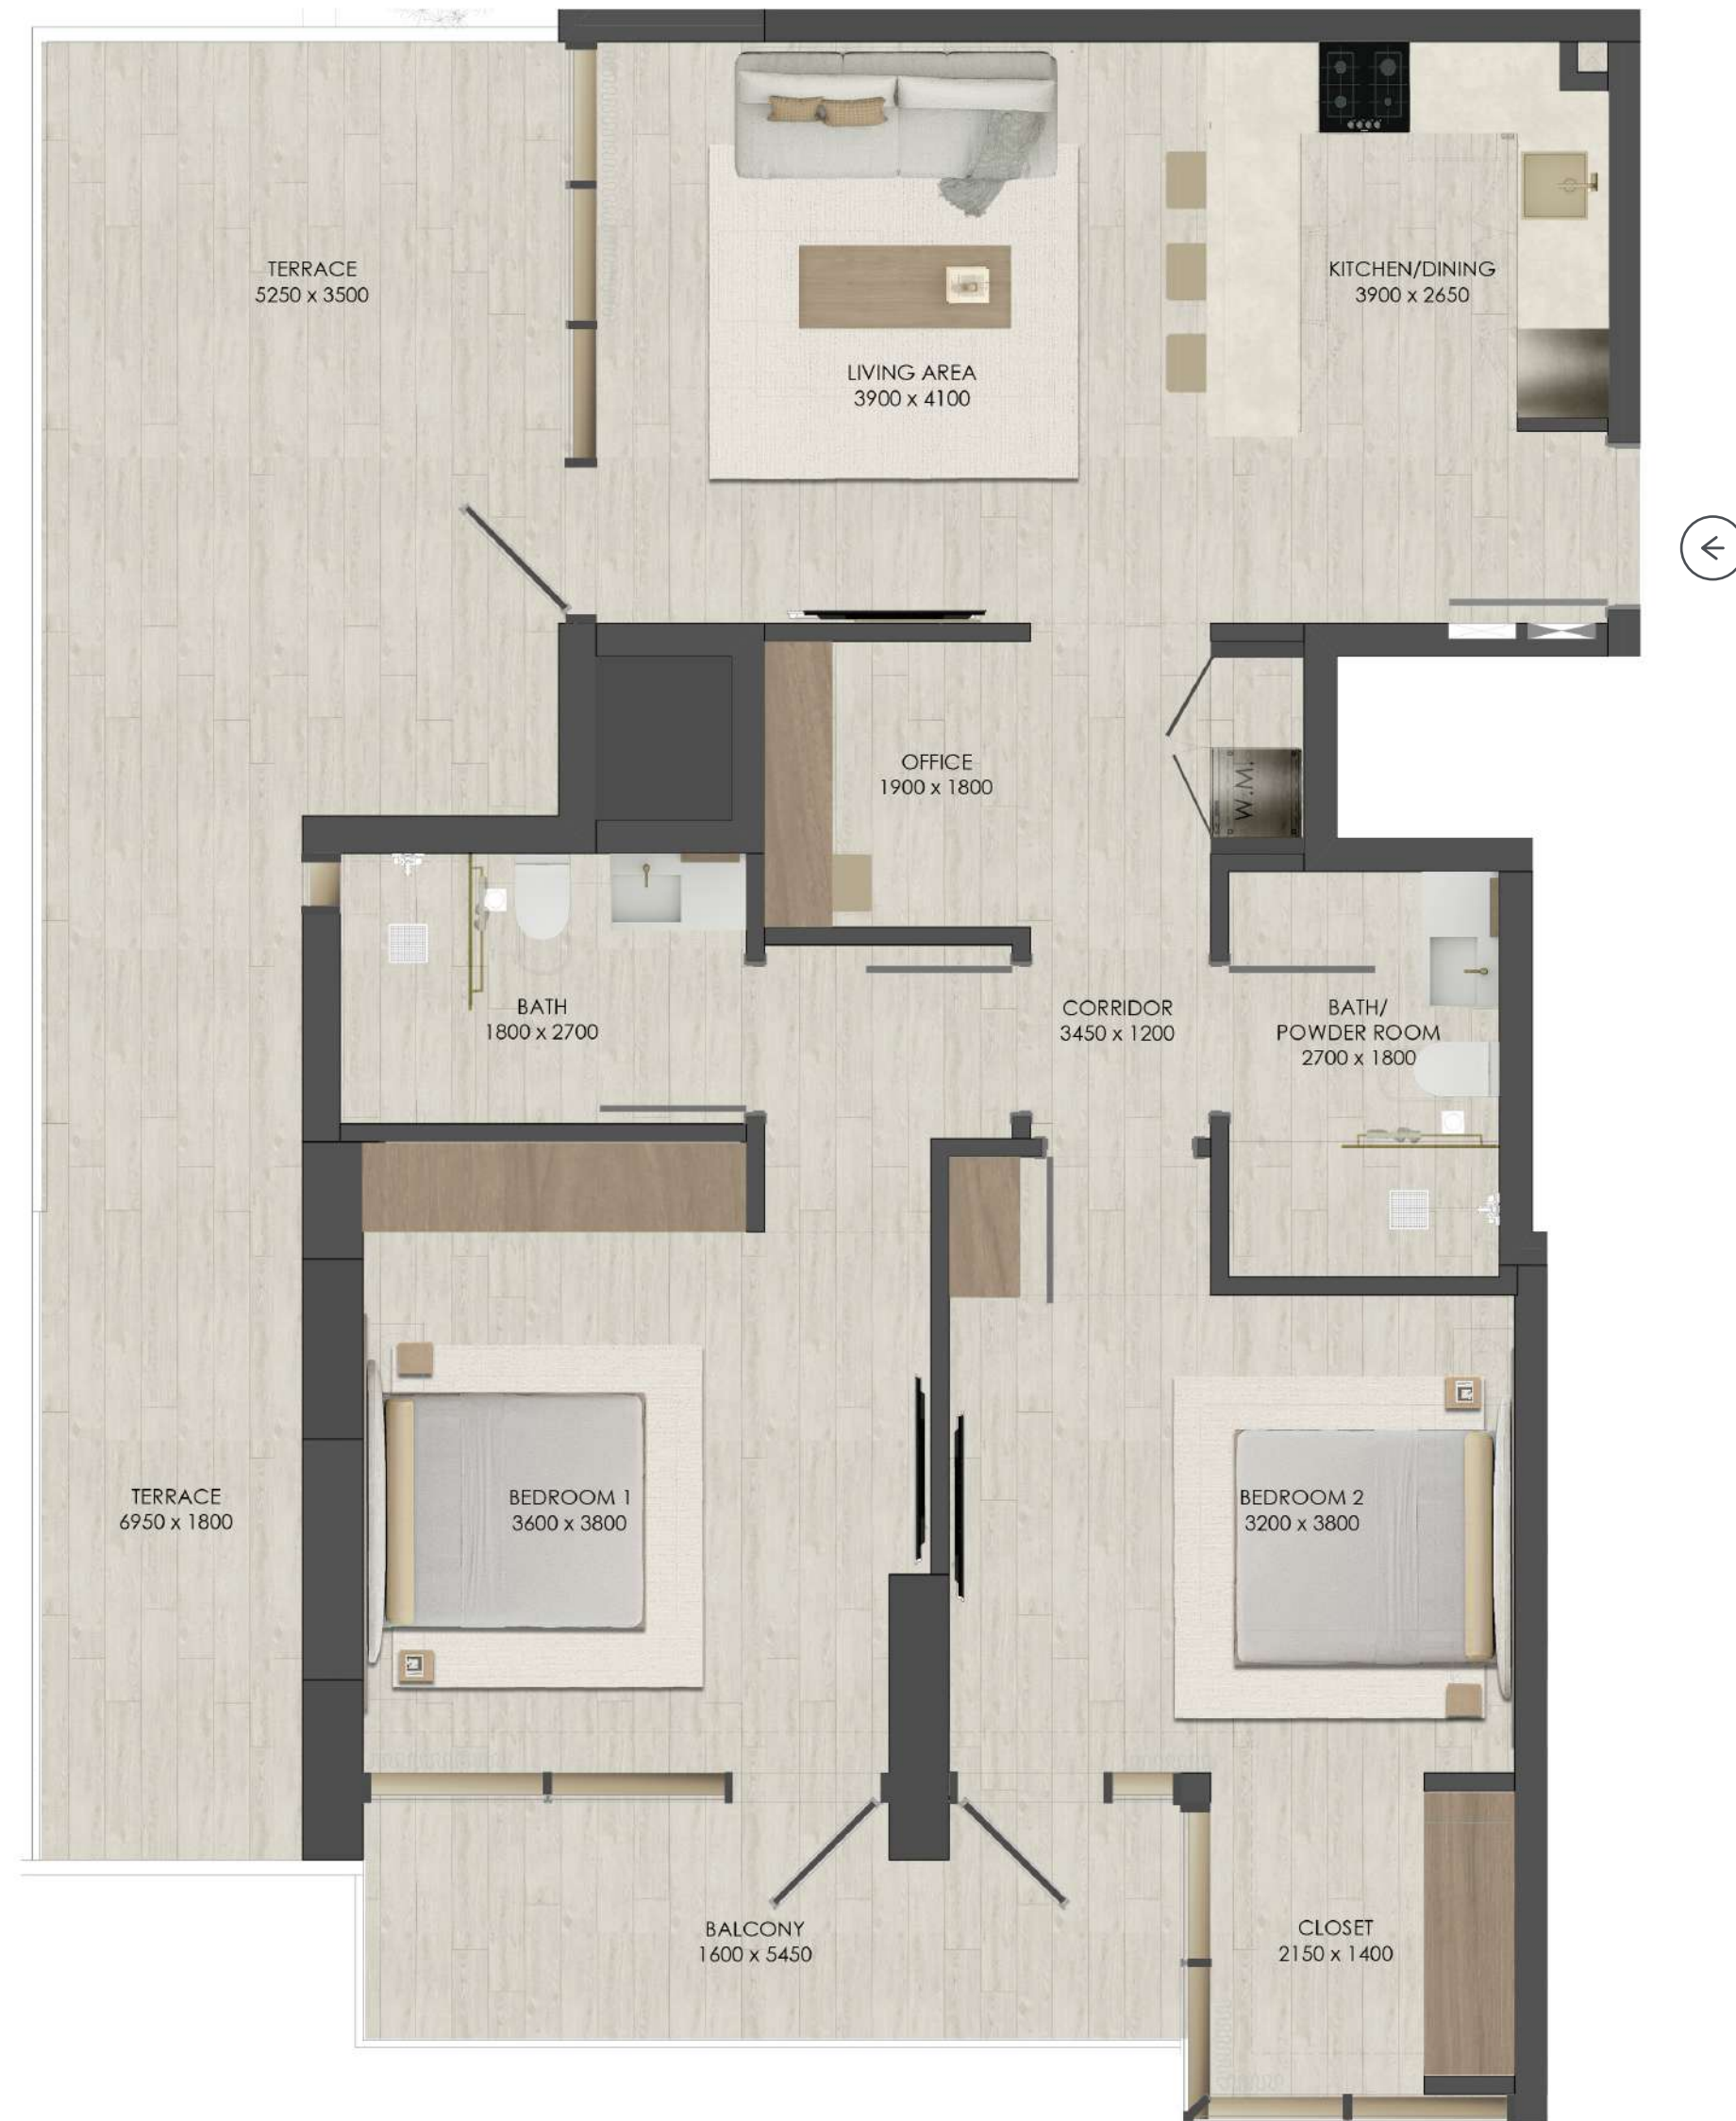 TERRACE
5250 x 3500
KITCHEN/DINING
3900 x 2650
LIVING AREA
3900 x 4100
OFFICE
1900 x 1800
W.M.
BATH
1800 x 2700
CORRIDOR
3450 x 1200
BATH/
POWDER ROOM
2700 x 1800
TERRACE
6950 x 1800
BEDROOM 1
3600 x 3800
BEDROOM 2
3200 x 3800
BALCONY
1600 x 5450
CLOSET
2150 x 1400